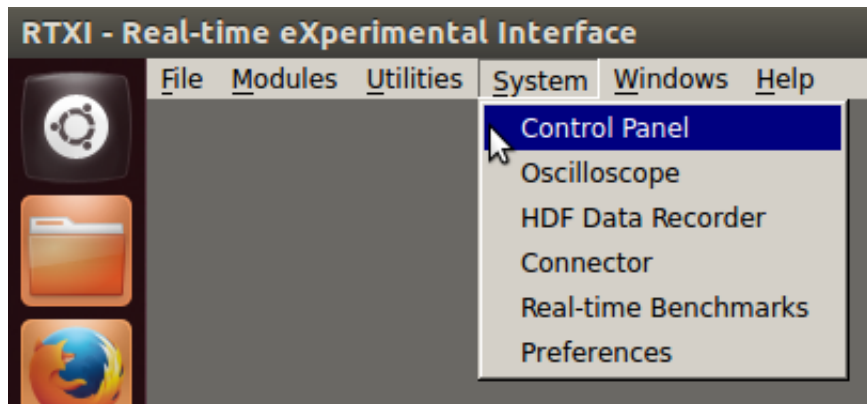 RTXI - Real-time eXperimental Interface
File Modules Utilities System Windows Help
Control Panel
Oscilloscope
HDF Data Recorder
Connector
Real-time Benchmarks
Preferences